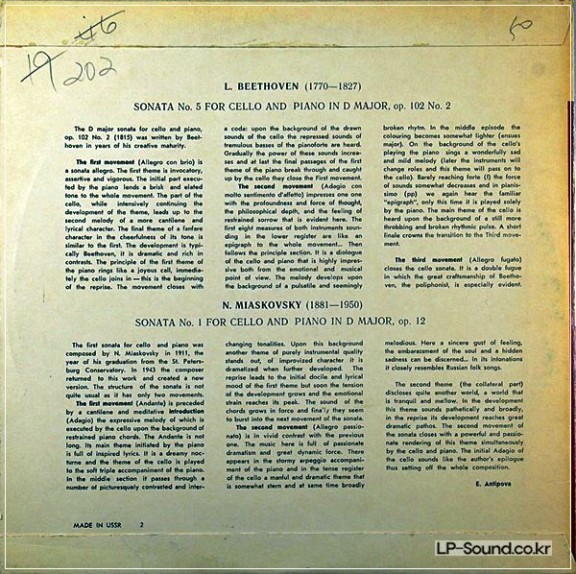 116
50
19
202
L. BEETHOVEN (1770—1827)
SONATA No. 5 FOR CELLO AND PIANO IN D MAJOR, op. 102 No. 2
The D major sonata for cello and piano,
op. 102 No. 2 (1815) was written by Beet-
hoven in years of his creative maturity.
The first movement (Allegro con brio) is
a sonata allegro. The first theme is invocatory,
assertive and vigorous. The initial part execu-
ted by the piano lends a brisk and elated
tone to the whole movement. The part of the
cello, while intensively continuing the
development of the theme, leads up to the
second melody of a more cantilene and
lyrical character. The final theme of a fanfare
character in the cheerfulness of its tone is
similar to the first. The development is typi-
cally Beethoven, it is dramatic and rich in
contrasts. The principle of the first theme of
the piano rings like a joyous call, immedia-
tely the cello joins in — this is the beginning
of the reprise. The movement closes with
a coda: upon the background of the drawn
sounds of the cello the repressed sounds of
tremulous basses of the pianoforte are heard.
Gradually the power of these sounds increa-
ses and at last the final passages of the first
theme of the piano break through and caught
up by the cello they close the First movement.
The second movement (Adagio con
molto sentimento d'affetto) impresses one one
with the profoundness and force of thought,
the philosophical depth, and the feeling of
restrained sorrow that is evident here. The
first eight measures of both instruments soun-
ding in the lower register are like an
epigraph to the whole movement... Then
follows the principle section. It is a dialogue
of the cello and piano that is highly impres-
sive both from the emotional and musical
point of view. The melody develops upon
the background of a pulsatile and seemingly
broken rhythm. In the middle episode the
colouring becomes somewhat lighter (ensues
major). On the background of the cello's
playing the piano sings a wonderfully sad
and mild melody (later the instruments will
change roles and this theme will pass on to
the cello). Barely reaching forte (f) the force
of sounds somewhat decreases and in pianis-
simo (pp) we again hear the familiar
"epigraph", only this time it is played solely
by the piano. The main theme of the cello is
heard upon the background of a still more
throbbing and broken rhythmic pulse. A short
finale crowns the transition to the Third move-
ment.
The third movement (Allegro fugato)
closes the cello sonata. It is a double fugue
in which the great craftsmanship of Beetho-
ven, the poliphonist, is especially evident.
N. MIASKOVSKY (1881—1950)
SONATA No. 1 FOR CELLO AND PIANO IN D MAJOR, op. 12
The first sonata for cello and piano was
composed by N. Miaskovsky in 1911, the
year of his graduation from the St. Peters-
burg Conservatory. In 1943 the composer
returned to this work and created a new
version. The structure of the sonata is not
quite usual as it has only two movements.
The first movement (Andante) is preceded
by a cantilene and meditative introduction
(Adagio) the expressive melody of which is
executed by the cello upon the background of
restrained piano chords. The Andante is not
long. Its main theme initiated by the piano
is full of inspired lyrics. It is a dreamy noc-
turne and the theme of the cello is played
to the soft triple accompaniment of the piano.
In the middle section it passes through a
number of picturesquely contrasted and inter-
changing tonalities. Upon this background
another theme of purely instrumental quality
stands out, of improvized character it is
dramatized when further developed. The
reprise leads to the initial docile and lyrical
mood of the first theme but soon the tension
of the development grows and the emotional
strain reaches its peak. The sound of the
chords grows in force and finally they seem
to burst into the next movement of the sonata.
The second movement (Allegro passio-
nato) is in vivid contrast with the previous
one. The music here is full of passionate
dramatism and great dynamic force. There
appears in the stormy arpeggio accompani-
ment of the piano and in the tense register
of the cello a manful and dramatic theme that
is somewhat stern and at same time broadly
melodious. Here a sincere gust of feeling,
the embarassment of the soul and a hidden
sadness can be discerned... In its intonations
it closely resembles Russian folk songs.
The second theme (the collateral part)
discloses quite another world, a world that
is tranquil and mellow. In the development
this theme sounds pathetically and broadly,
in the reprise its development reaches great
dramatic pathos. The second movement of
the sonata closes with a powerful and passio-
nate rendering of this theme simultaneously
by the cello and piano. The initial Adagio of
the cello sounds like the author's epilogue
thus setting off the whole composition.
E. Antipova
MADE IN USSR 2
LP-Sound.co.kr